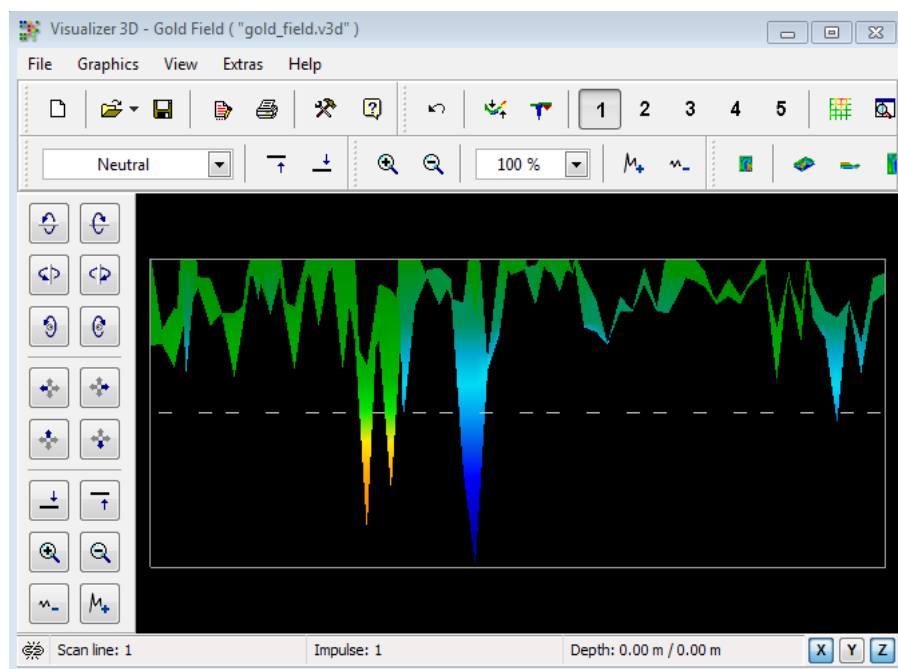 Visualizer 3D - Gold Field ( "gold_field.v3d" )
File Graphics View Extras Help
1 2 3 4 5
Neutral 100 %
Scan line: 1 Impulse: 1 Depth: 0.00 m / 0.00 m X Y Z